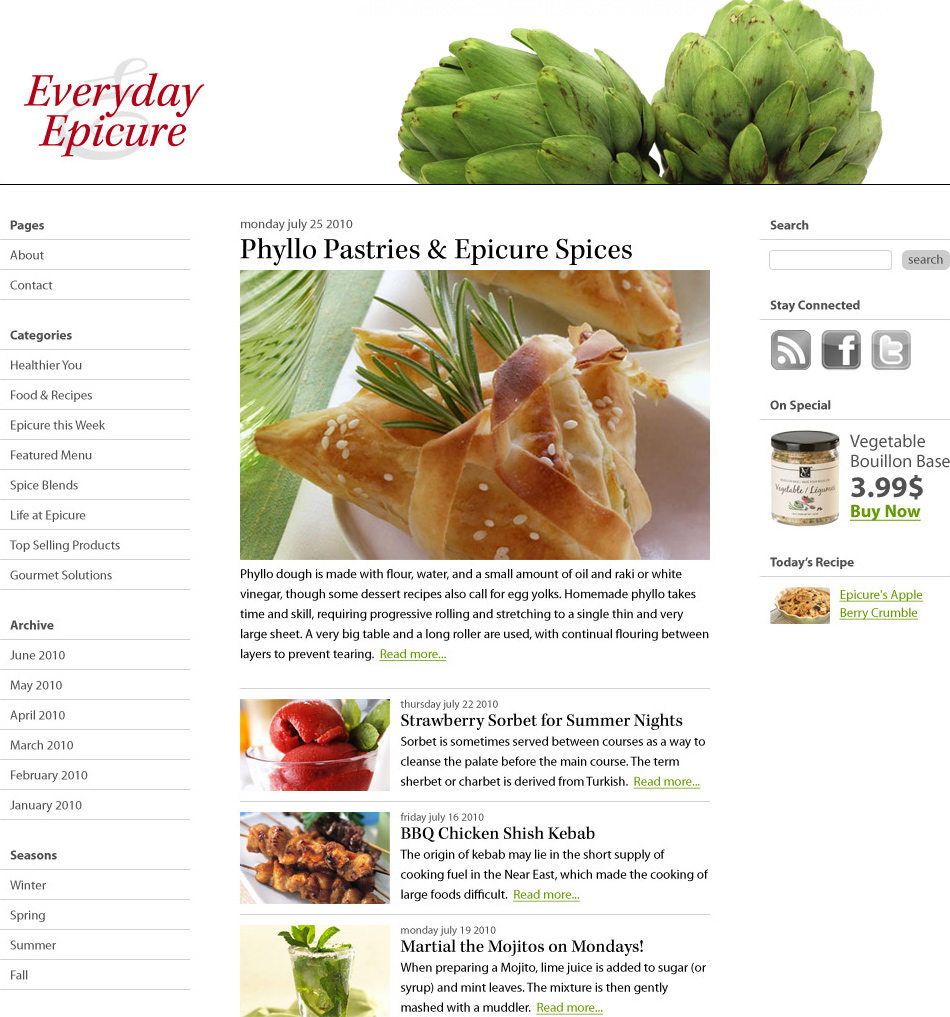 Everyday
&
Epicure
Pages
About
Contact
Categories
Healthier You
Food & Recipes
Epicure this Week
Featured Menu
Spice Blends
Life at Epicure
Top Selling Products
Gourmet Solutions
Archive
June 2010
May 2010
April 2010
March 2010
February 2010
January 2010
Seasons
Winter
Spring
Summer
Fall
monday july 25 2010
Phyllo Pastries & Epicure Spices
Phyllo dough is made with flour, water, and a small amount of oil and raki or white
vinegar, though some dessert recipes also call for egg yolks. Homemade phyllo takes
time and skill, requiring progressive rolling and stretching to a single thin and very
large sheet. A very big table and a long roller are used, with continual flouring between
layers to prevent tearing. Read more...
thursday july 22 2010
Strawberry Sorbet for Summer Nights
Sorbet is sometimes served between courses as a way to
cleanse the palate before the main course. The term
sherbet or charbet is derived from Turkish. Read more...
friday july 16 2010
BBQ Chicken Shish Kebab
The origin of kebab may lie in the short supply of
cooking fuel in the Near East, which made the cooking of
large foods difficult. Read more...
monday july 19 2010
Martial the Mojitos on Mondays!
When preparing a Mojito, lime juice is added to sugar (or
syrup) and mint leaves. The mixture is then gently
mashed with a muddler. Read more...
Search
search
Stay Connected
f
t
On Special
Vegetable / Légumes
Vegetable
Bouillon Base
3.99$
Buy Now
Today's Recipe
Epicure's Apple
Berry Crumble